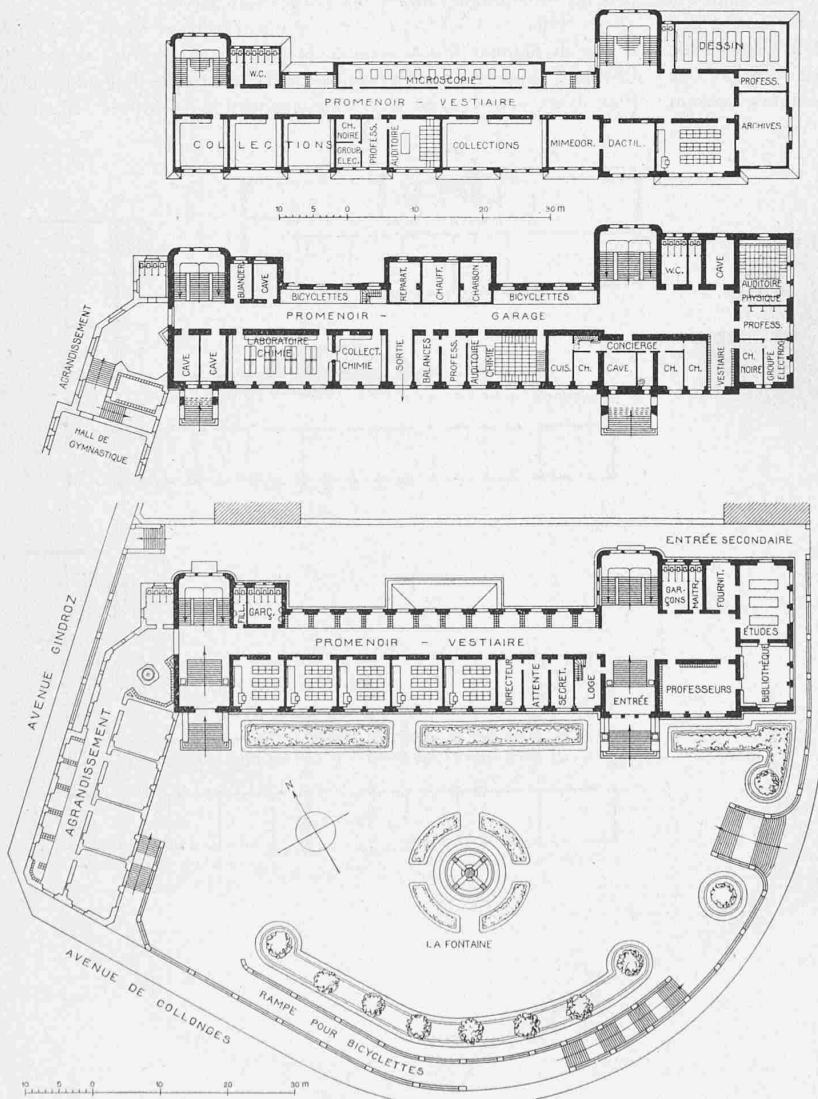 DESSIN
W.C.
MICROSCOPIE
PROFESS.
PROMENOIR - VESTIAIRE
COLLECTIONS
CH. NOIRE
GROUP. ELEC.
PROFESS.
AUDITOIRE
COLLECTIONS
MIMEOGR.
DACTIL.
ARCHIVES
10 5 0 10 20 30 m
AGRANDISSEMENT
BUANDER.
CAVE
BICYCLETTES
REPARAT.
CHAUFF.
CHARBON
BICYCLETTES
W.C.
CAVE
AUDITOIRE
PHYSIQUE
PROMENOIR - GARAGE
PROFESS.
CAVE
CAVE
LABORATOIRE
CHIMIE
COLLECT.
CHIMIE
SORTIE
BALANCES
PROFESS.
AUDITOIRE
CHIMIE
CONCIERGE
CUIS.
CH.
CAVE
CH.
CH.
VESTIAIRE
CH.
NOIRE
GROUPE
ELECTROG
HALL DE
GYMNASTIQUE
ENTRÉE SECONDAIRE
AVENUE GINDROZ
FILL.
GARÇ.
GAR-
ÇONS
MAITR.
FOURNIT.
PROMENOIR - VESTIAIRE
ÉTUDES
DIRECTEUR
ATTENTE
SECRET.
LOGE
ENTRÉE
PROFESSEURS
BIBLIOTHÈQUE
AGRANDISSEMENT
N
LA FONTAINE
AVENUE DE COLLONGES
RAMPE POUR BICYCLETTES
10 5 0 10 20 30 m